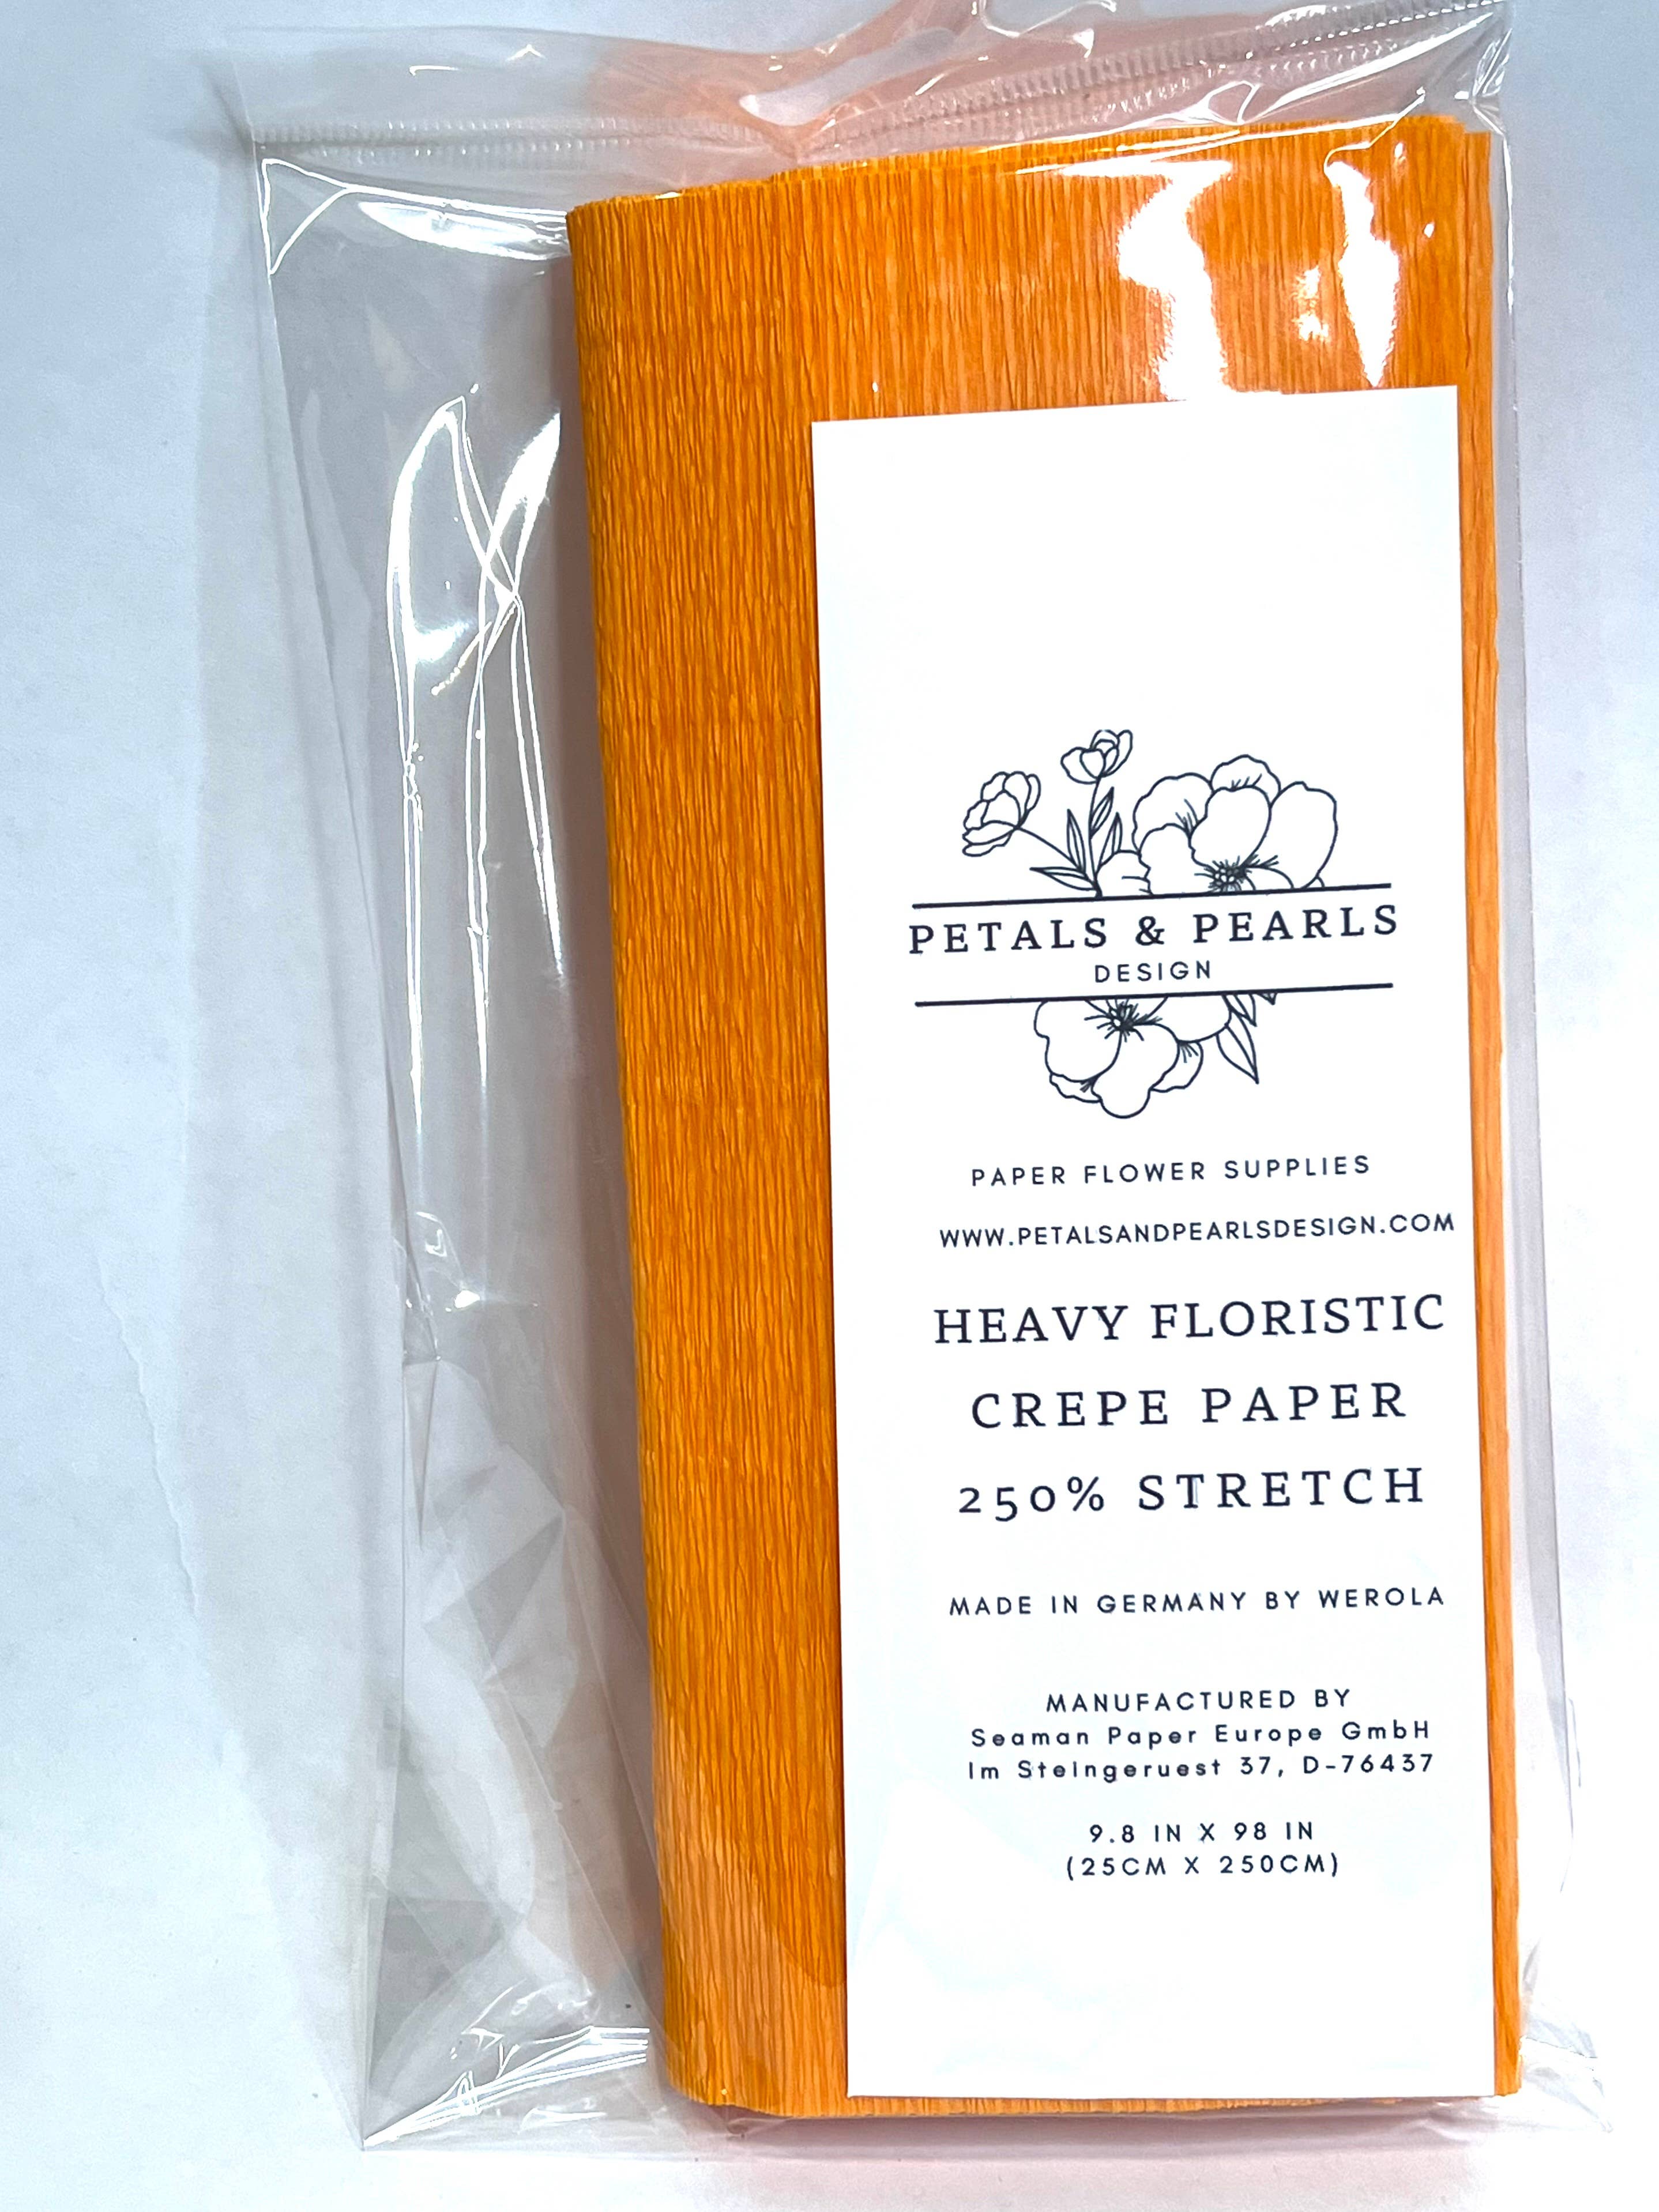 PETALS & PEARLS
DESIGN
PAPER FLOWER SUPPLIES
WWW.PETALSANDPEARLSDESIGN.COM
HEAVY FLORISTIC
CREPE PAPER
250% STRETCH
MADE IN GERMANY BY WEROLA
MANUFACTURED BY
Seaman Paper Europe GmbH
Im Steingeruest 37, D-76437
9.8 IN X 98 IN
(25CM X 250CM)